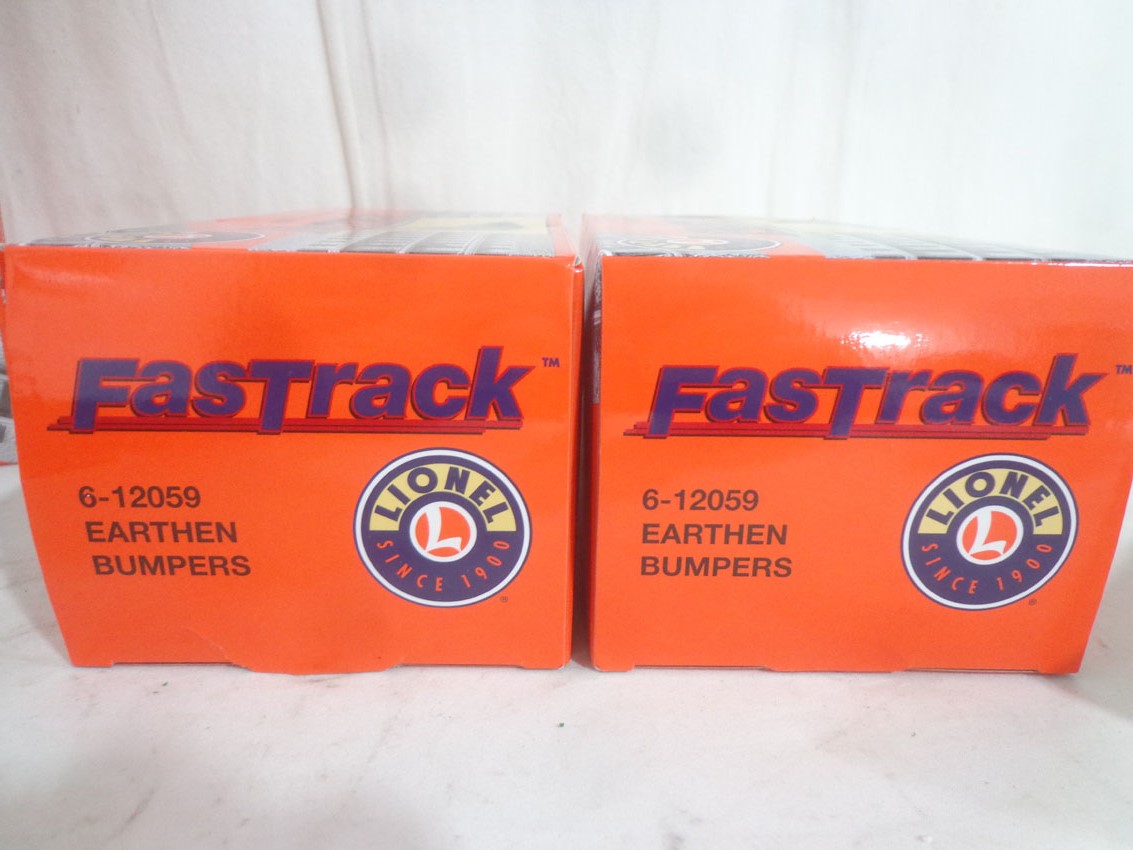 FasTrack™
6-12059
EARTHEN
BUMPERS
LIONEL
L
SINCE 1900
®
FasTrack™
6-12059
EARTHEN
BUMPERS
LIONEL
L
SINCE 1900
®